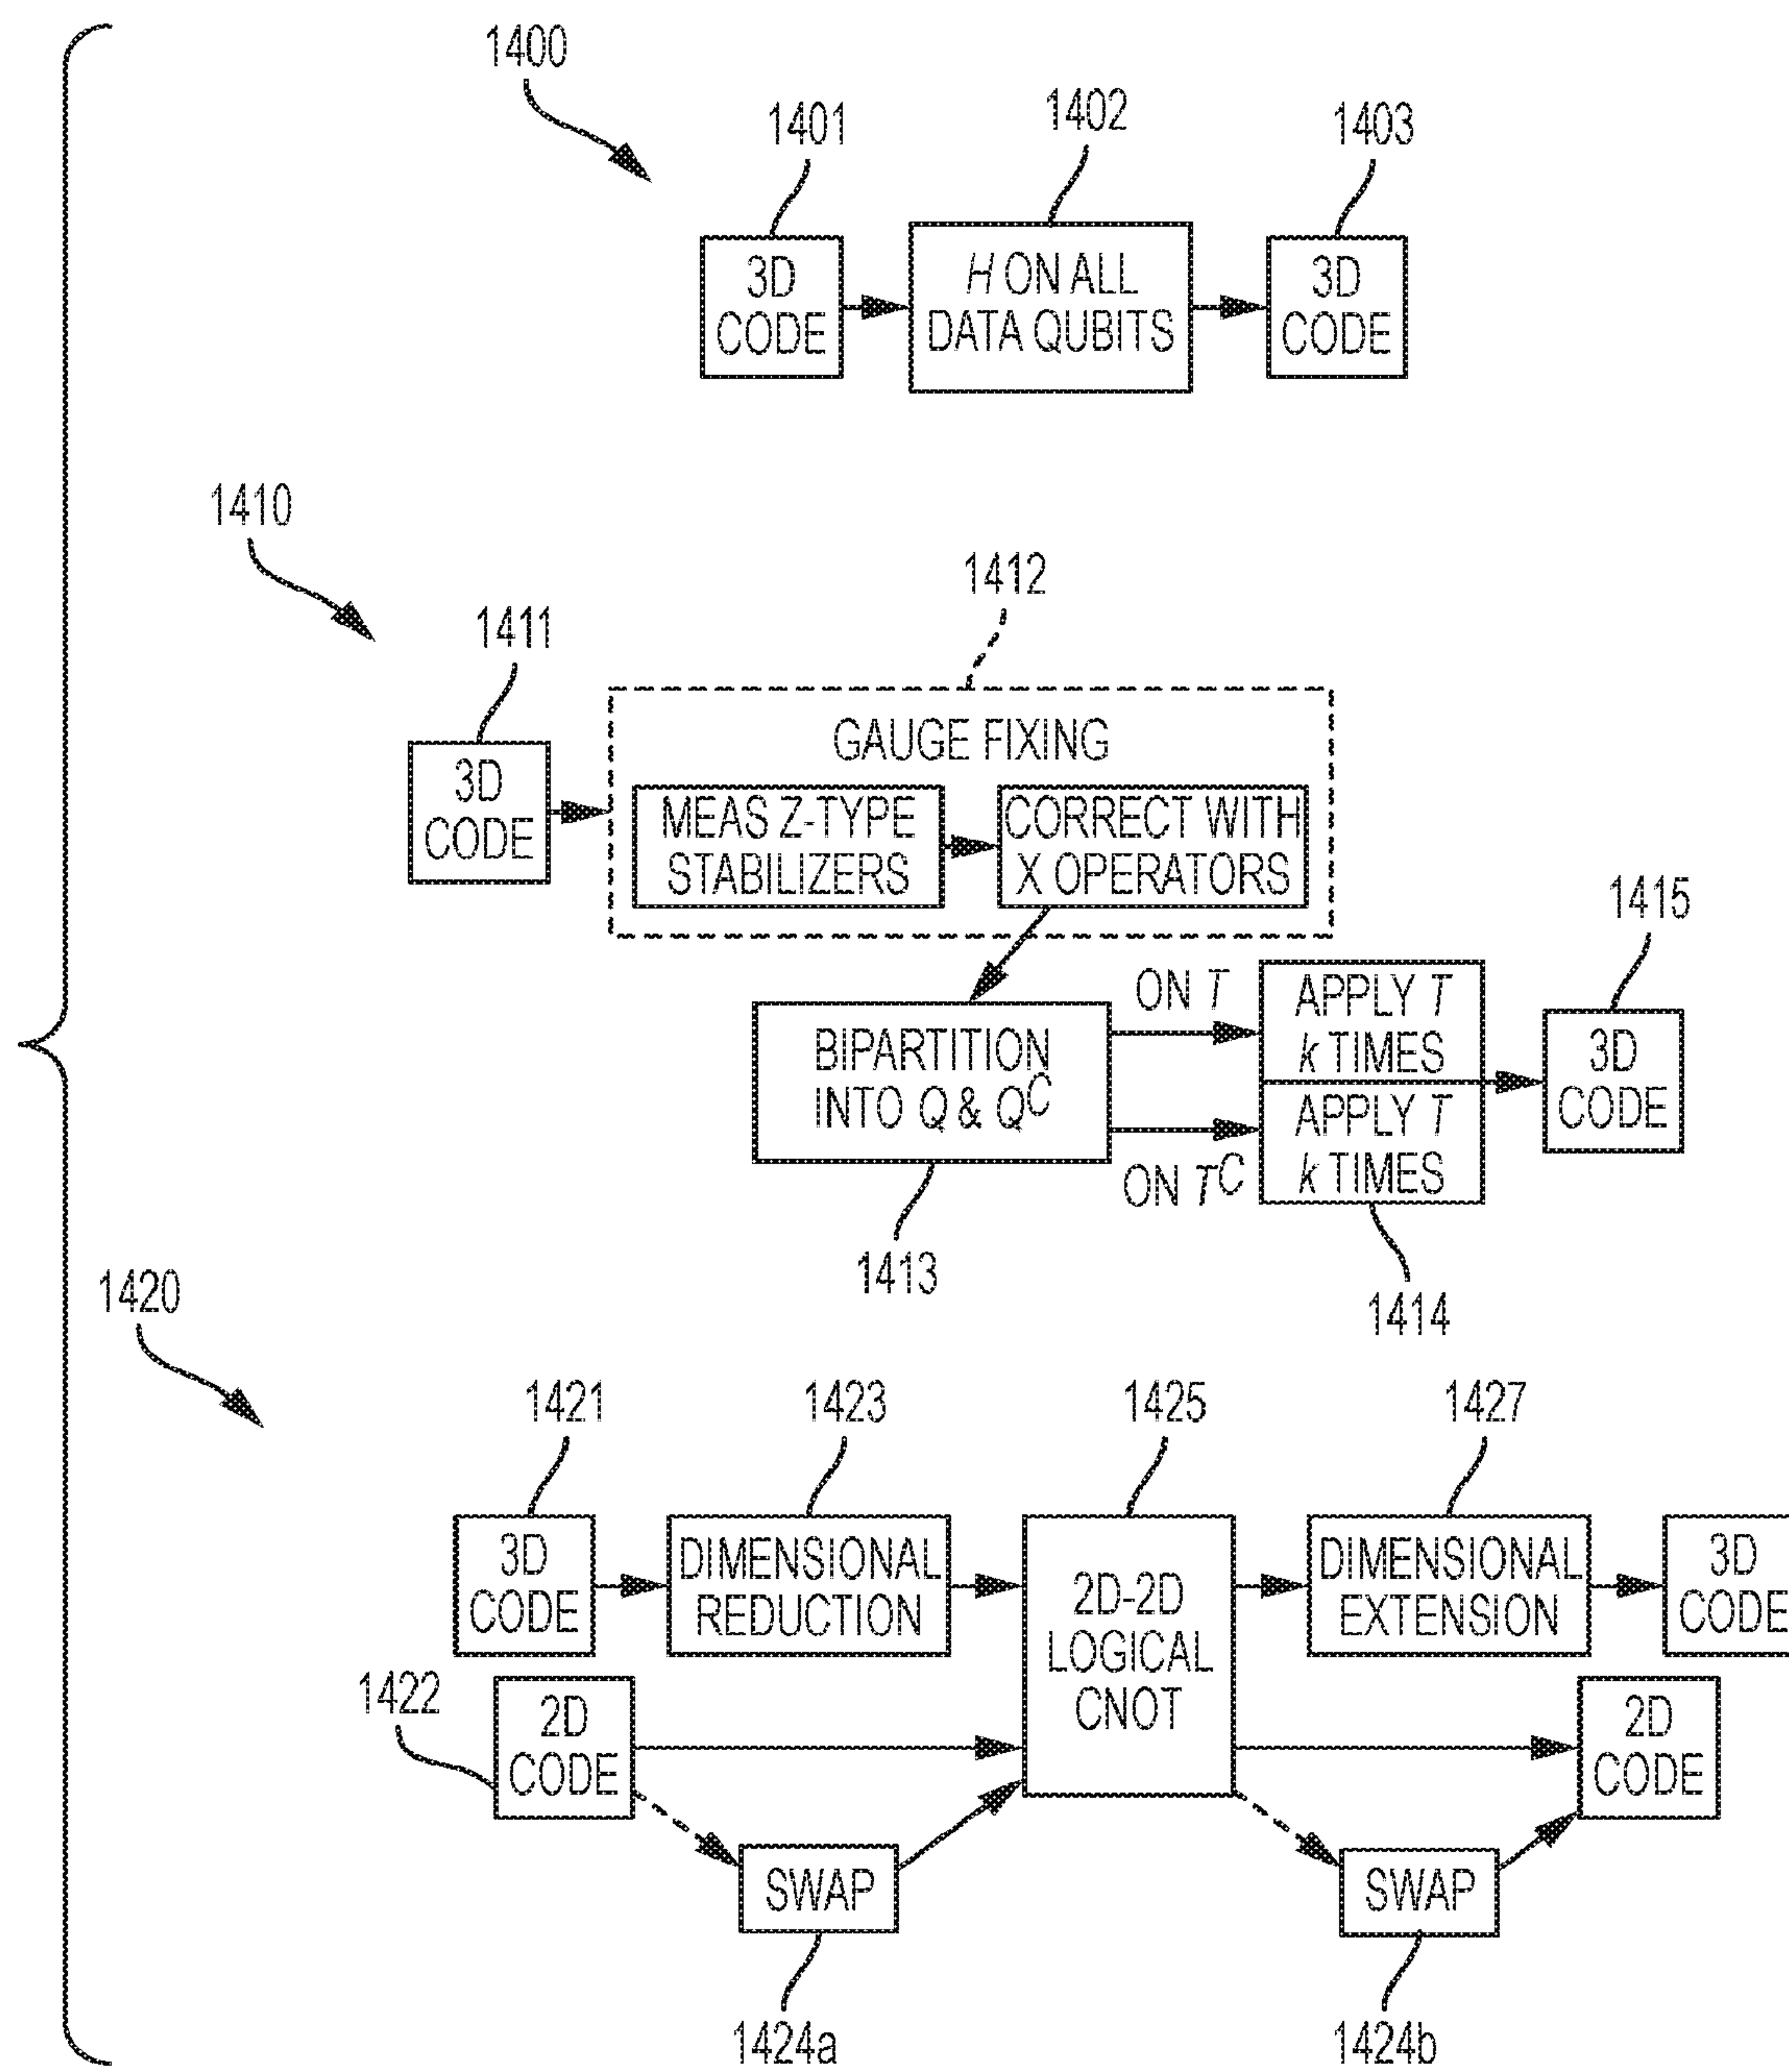 1400
1401
1402
1403
3D
CODE
H ON ALL
DATA QUBITS
3D
CODE
1410
1411
1412
3D
CODE
GAUGE FIXING
MEAS Z-TYPE
STABILIZERS
CORRECT WITH
X OPERATORS
1415
BIPARTITION
INTO Q & Q^C
ON T
ON T^C
APPLY T
k TIMES
APPLY T
k TIMES
3D
CODE
1413
1414
1420
1421
1423
1425
1427
3D
CODE
DIMENSIONAL
REDUCTION
2D-2D
LOGICAL
CNOT
DIMENSIONAL
EXTENSION
3D
CODE
1422
2D
CODE
2D
CODE
SWAP
SWAP
1424a
1424b